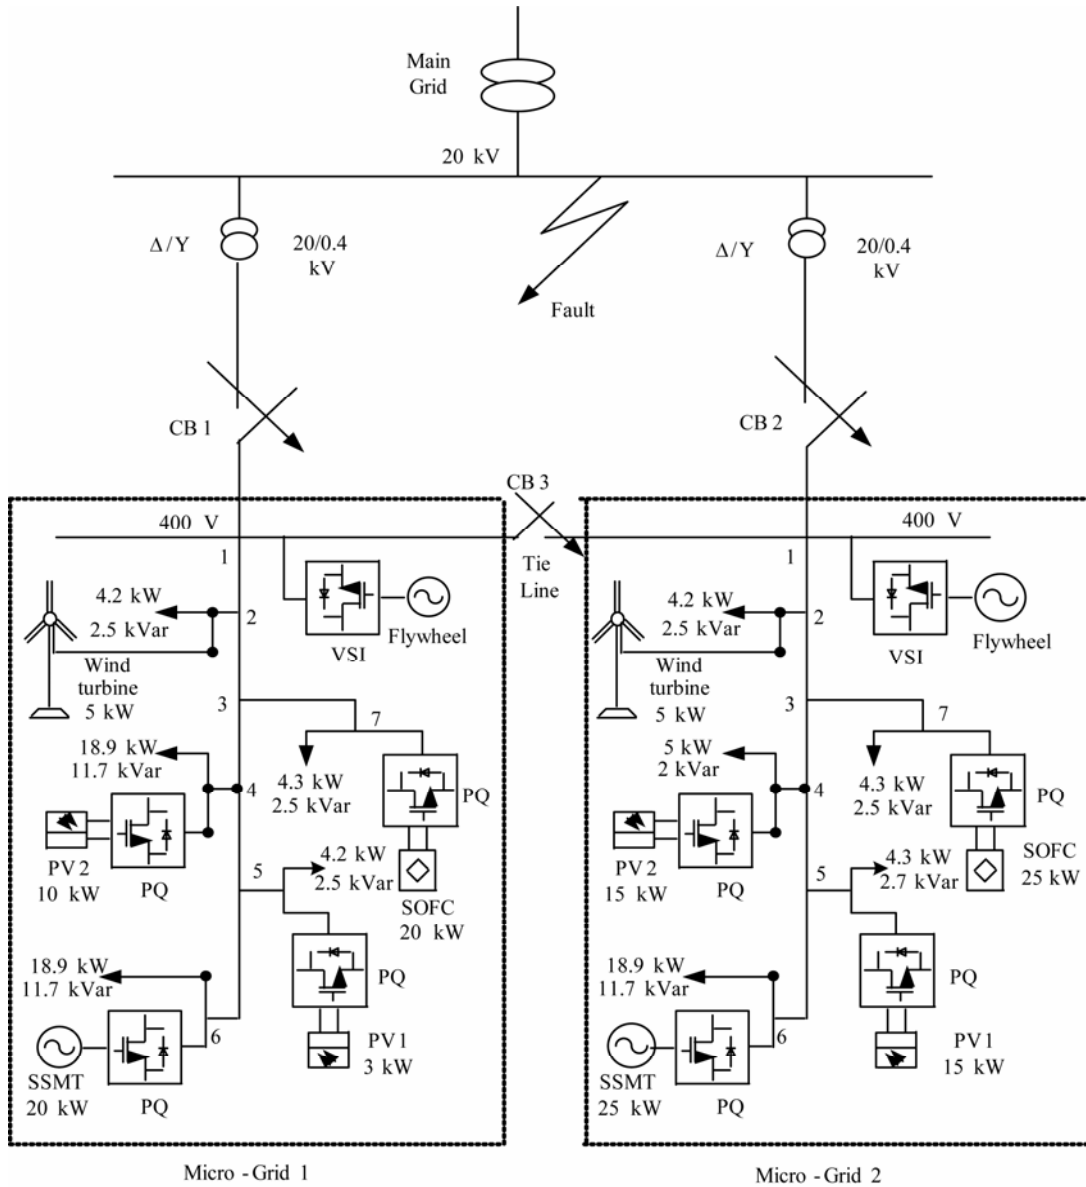 Main
Grid
20 kV
Δ/Y
20/0.4
kV
Δ/Y
20/0.4
kV
Fault
CB 1
CB 2
CB 3
Tie
Line
400 V
1
4.2 kW
2.5 kVar
2
Wind
turbine
5 kW
VSI
Flywheel
3
7
18.9 kW
11.7 kVar
4
4.3 kW
2.5 kVar
PQ
PV 2
10 kW
PQ
5
4.2 kW
2.5 kVar
SOFC
20 kW
18.9 kW
11.7 kVar
PQ
6
SSMT
20 kW
PQ
PV 1
3 kW
Micro - Grid 1
400 V
1
4.2 kW
2.5 kVar
2
Wind
turbine
5 kW
VSI
Flywheel
3
7
5 kW
2 kVar
4
4.3 kW
2.5 kVar
PQ
PV 2
15 kW
PQ
5
4.3 kW
2.7 kVar
SOFC
25 kW
18.9 kW
11.7 kVar
PQ
6
SSMT
25 kW
PQ
PV 1
15 kW
Micro - Grid 2